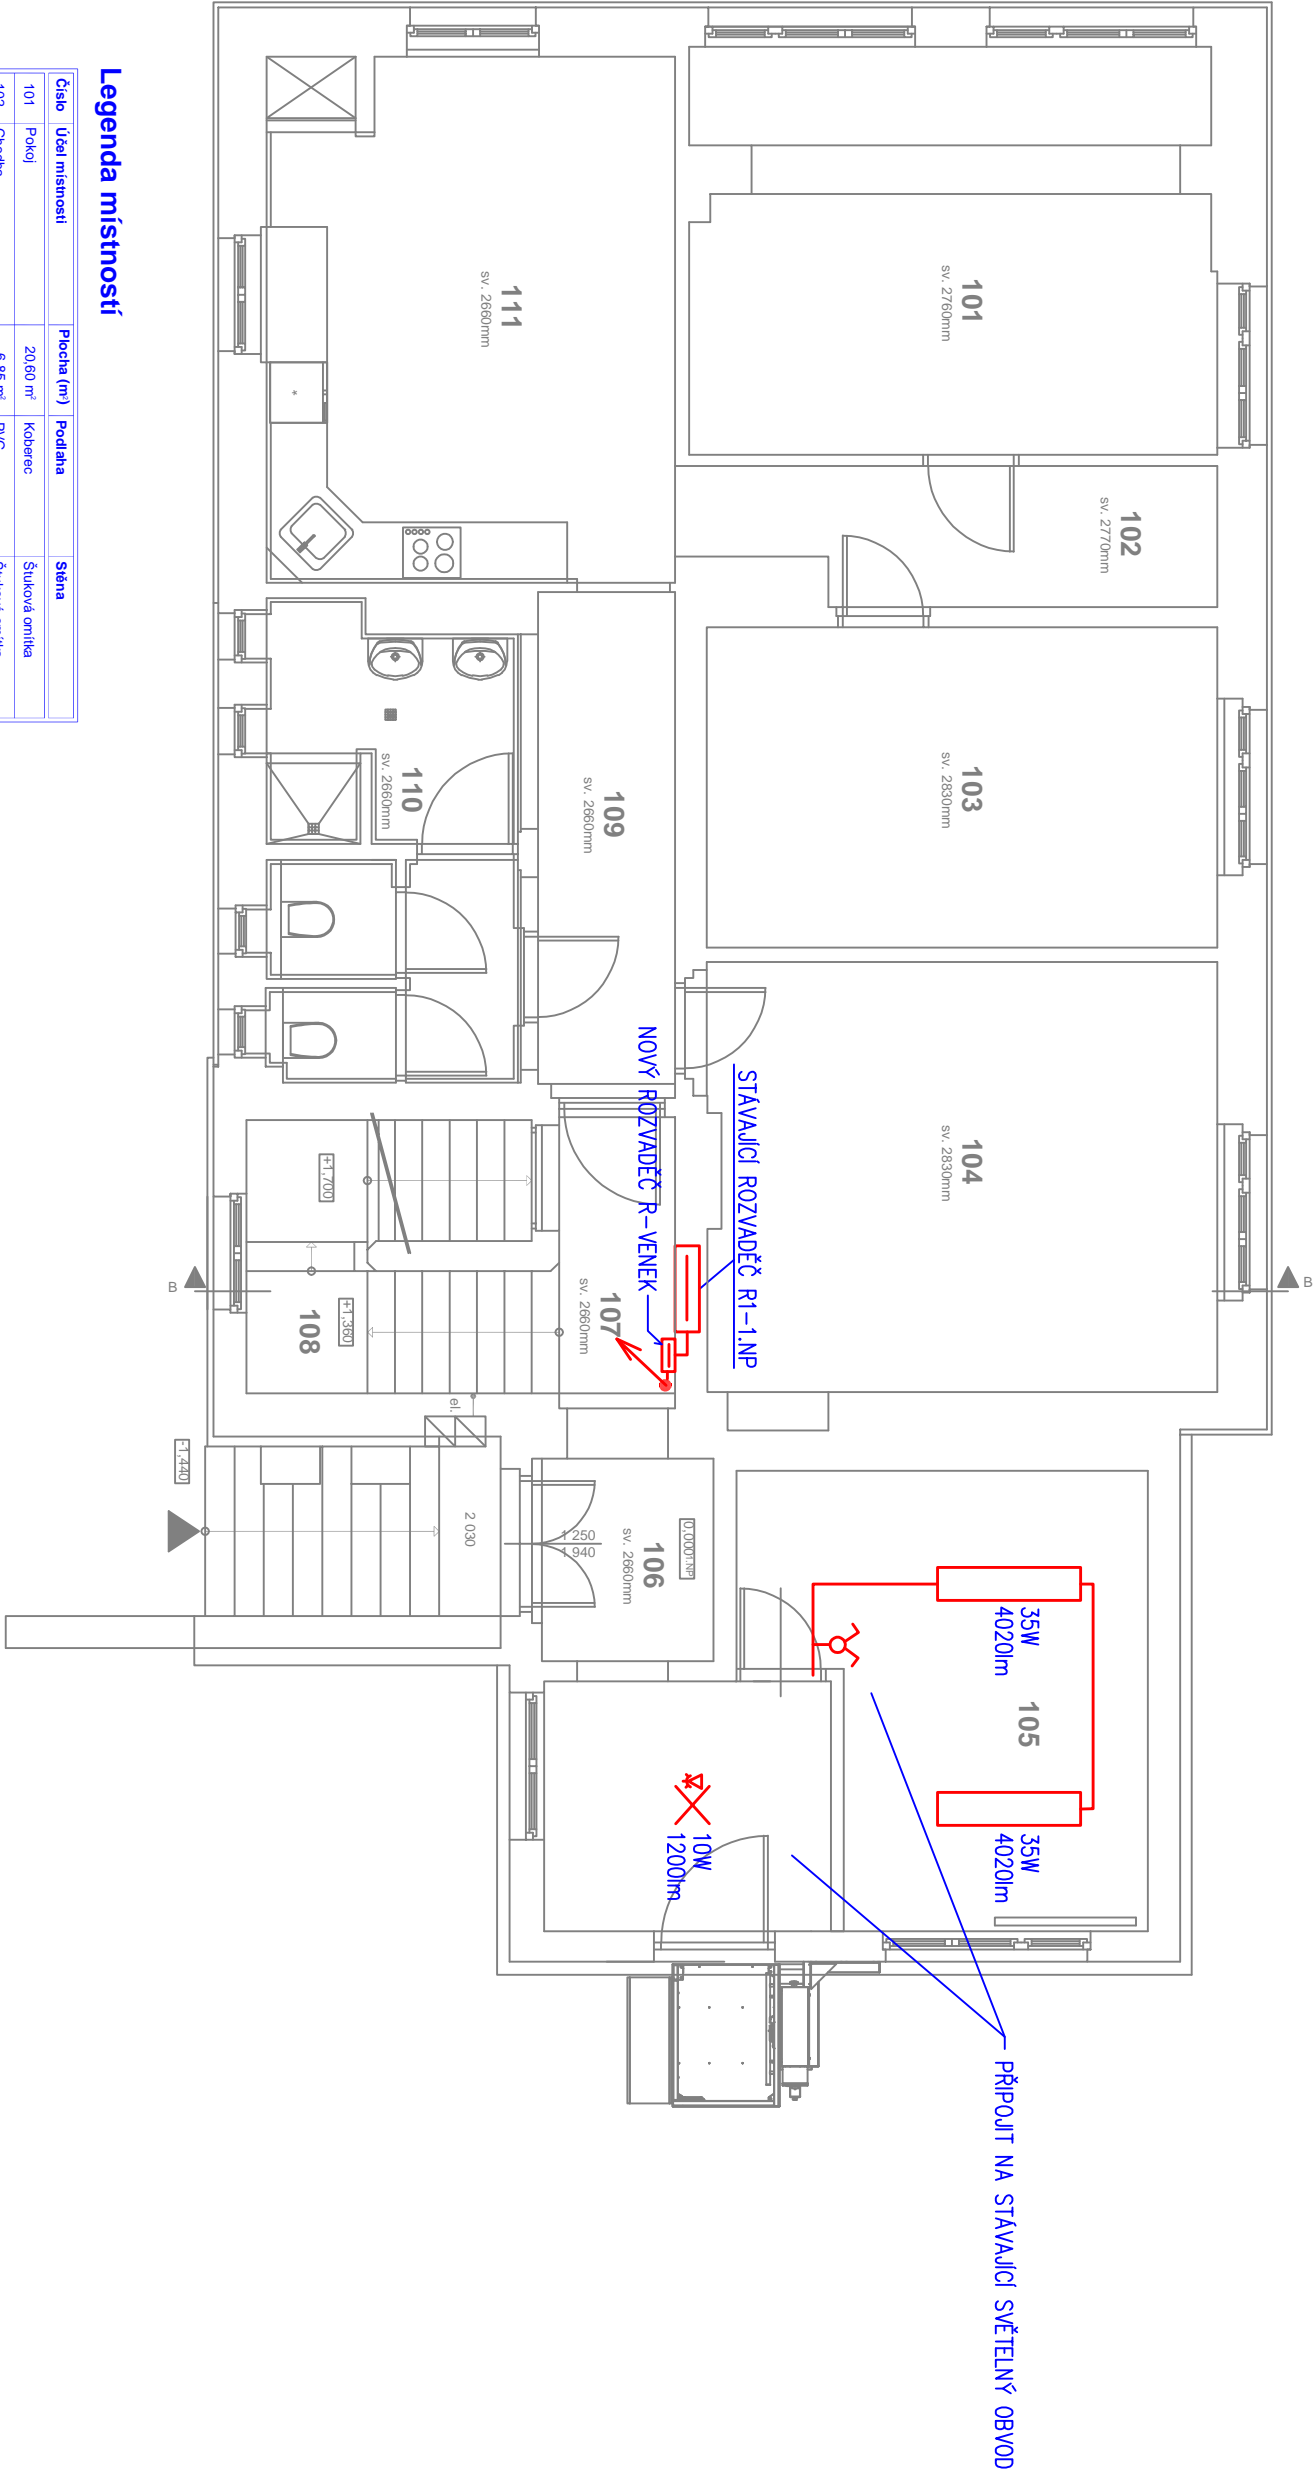 101
sv. 2760mm
102
sv. 2770mm
103
sv. 2830mm
104
sv. 2830mm
105
35W
4020lm
35W
4020lm
PŘIPOJIT NA STÁVAJÍCÍ SVĚTELNÝ OBVOD
STÁVAJÍCÍ ROZVADĚČ R1-1.NP
NOVÝ ROZVADĚČ R-VENEK
10W
1200lm
0,000
1.NP
106
sv. 2660mm
1 250
1 940
107
sv. 2660mm
109
sv. 2660mm
111
sv. 2660mm
*
110
sv. 2660mm
+1,700
+1,360
108
el.
2 030
-1,440
B
B
Legenda místností
Číslo Účel místnosti Plocha (m²) Podlaha Stěna
101 Pokoj 20,60 m² Koberec Štuková omítka